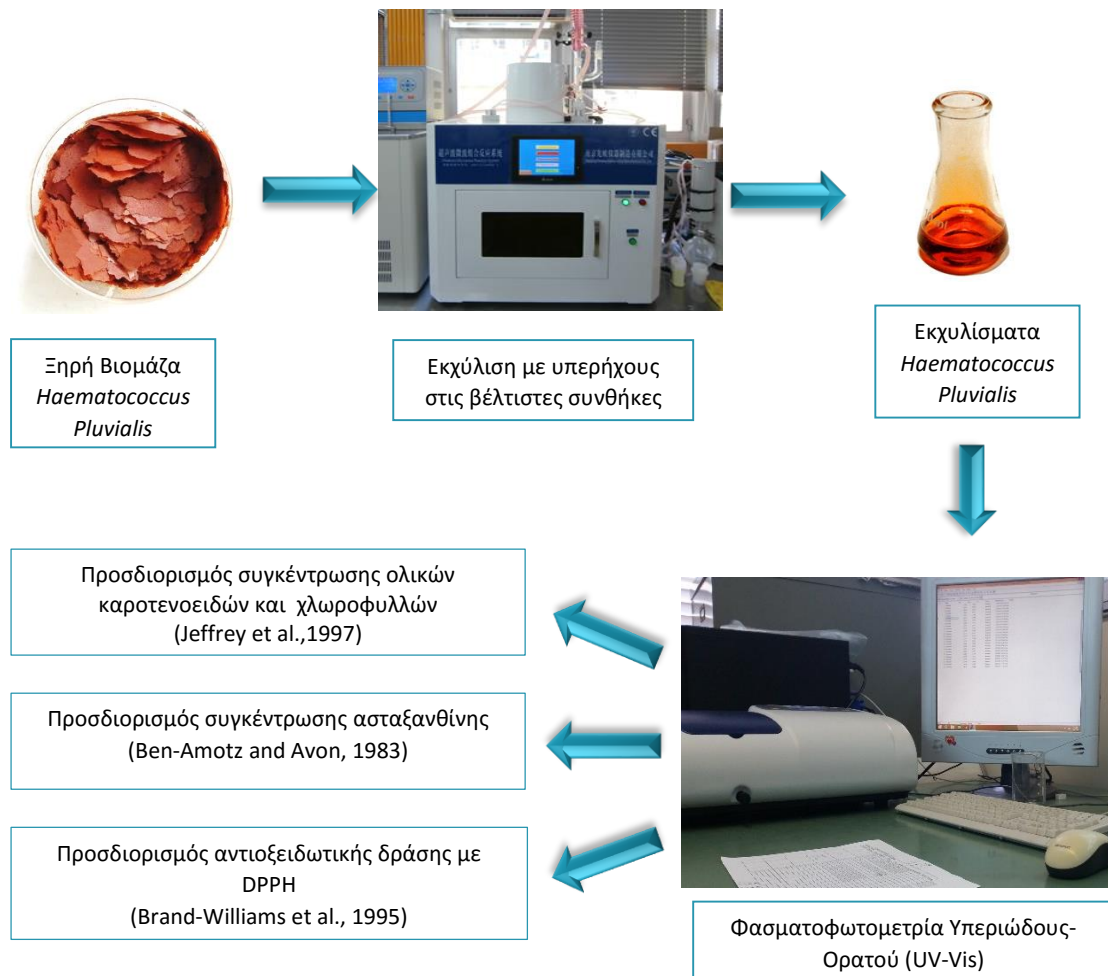 Ξηρή Βιομάζα
Haematococcus
Pluvialis
Εκχύλιση με υπερήχους
στις βέλτιστες συνθήκες
Εκχυλίσματα
Haematococcus
Pluvialis
Προσδιορισμός συγκέντρωσης ολικών
καροτενοειδών και χλωροφυλλών
(Jeffrey et al.,1997)
Προσδιορισμός συγκέντρωσης ασταξανθίνης
(Ben-Amotz and Avon, 1983)
Προσδιορισμός αντιοξειδωτικής δράσης με
DPPH
(Brand-Williams et al., 1995)
Φασματοφωτομετρία Υπεριώδους-
Ορατού (UV-Vis)